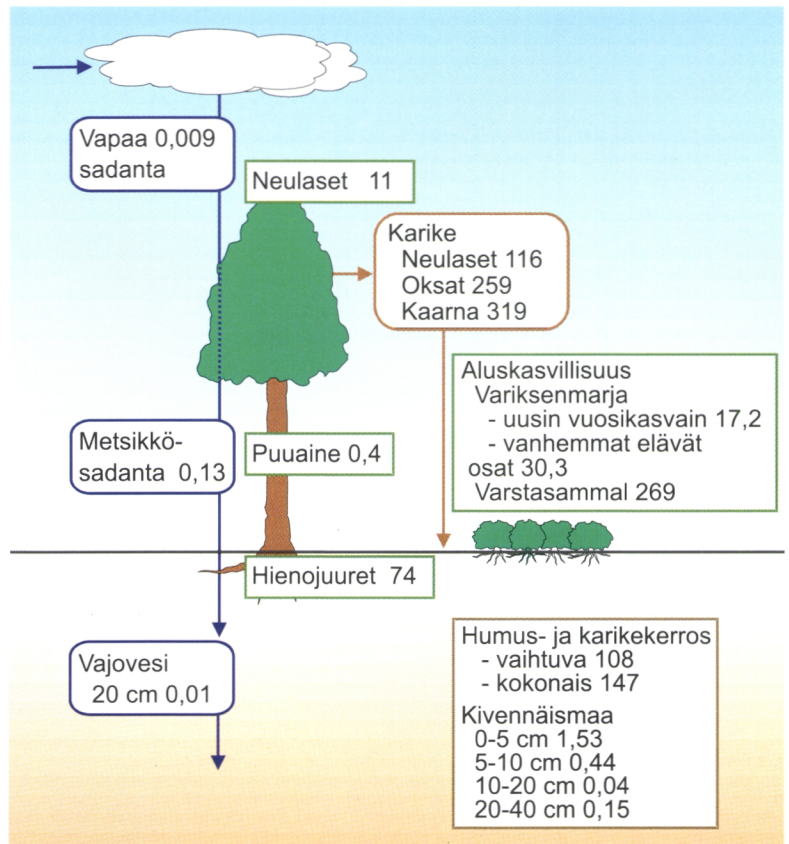 Vapaa 0,009
sadanta
Neulaset 11
Karike
Neulaset 116
Oksat 259
Kaarna 319
Aluskasvillisuus
Variksenmarja
- uusin vuosikasvain 17,2
- vanhemmat elävät
osat 30,3
Varstasammal 269
Metsikkö-
sadanta 0,13
Puuaine 0,4
Hienojuuret 74
Vajovesi
20 cm 0,01
Humus- ja karikekerros
- vaihtuva 108
- kokonais 147
Kivennäismaa
0-5 cm 1,53
5-10 cm 0,44
10-20 cm 0,04
20-40 cm 0,15